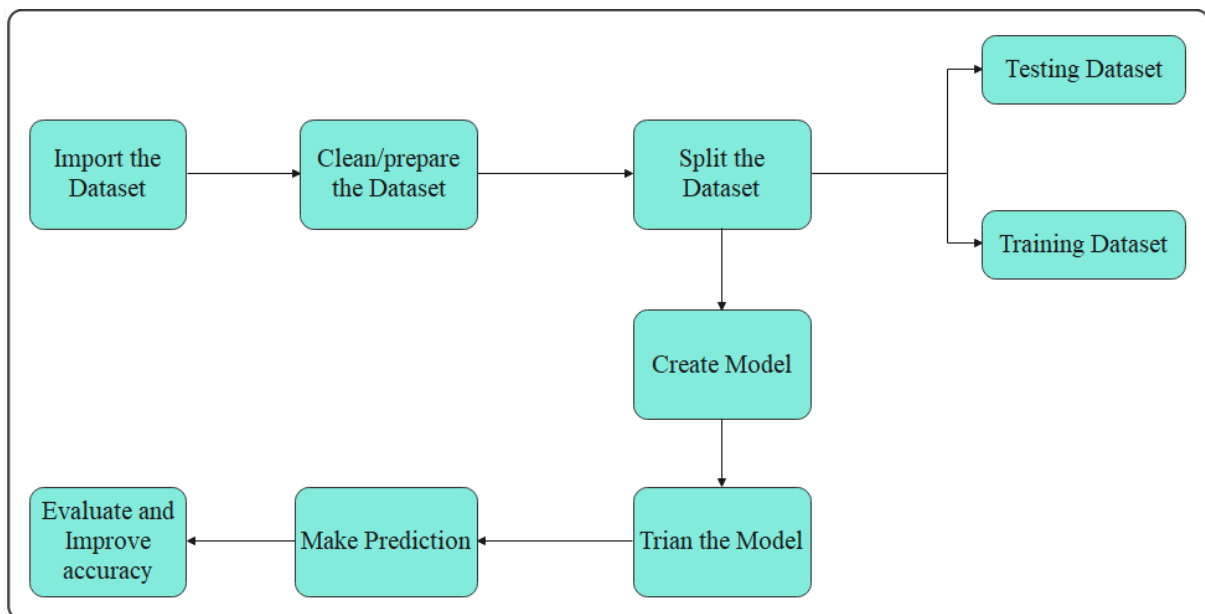 Import the
Dataset
Clean/prepare
the Dataset
Split the
Dataset
Testing Dataset
Training Dataset
Create Model
Trian the Model
Make Prediction
Evaluate and
Improve
accuracy